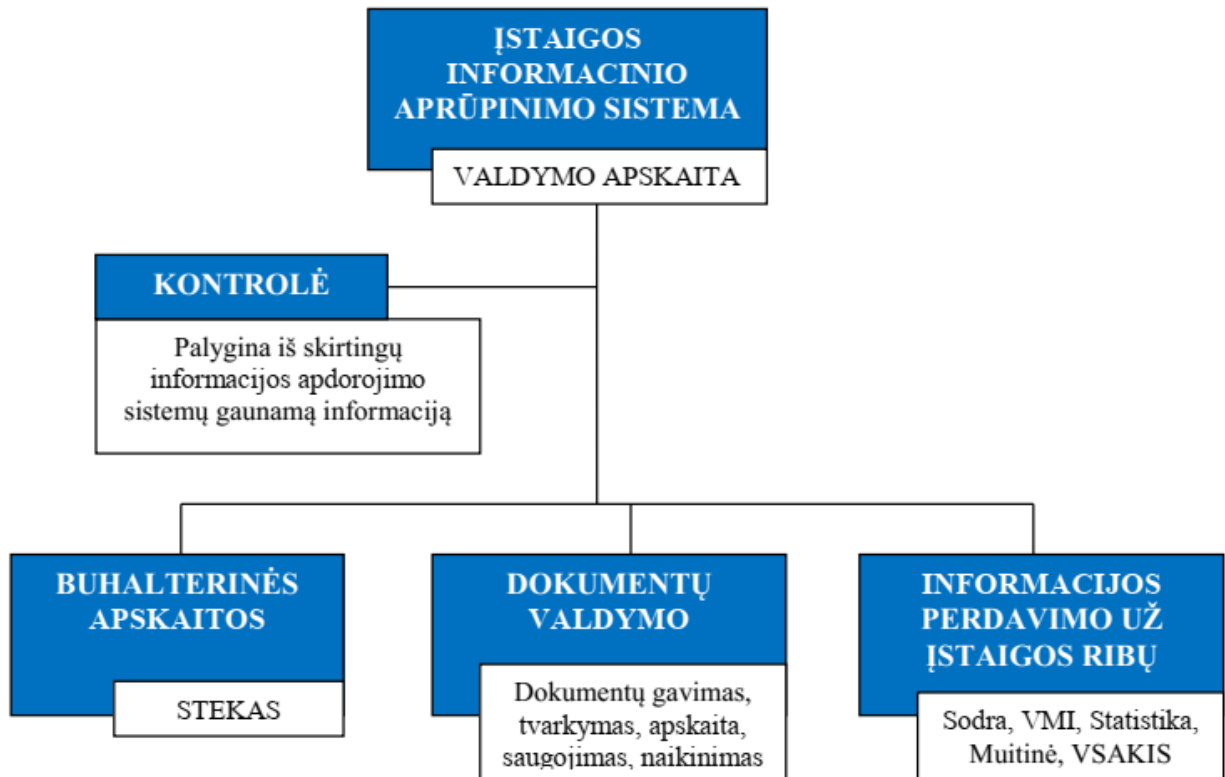 ĮSTAIGOS
INFORMACINIO
APRŪPINIMO SISTEMA
VALDYMO APSKAITA
KONTROLĖ
Palygina iš skirtingų
informacijos apdorojimo
sistemų gaunamą informaciją
BUHALTERINĖS
APSKAITOS
STEKAS
DOKUMENTŲ
VALDYMO
Dokumentų gavimas,
tvarkymas, apskaita,
saugojimas, naikinimas
INFORMACIJOS
PERDAVIMO UŽ
ĮSTAIGOS RIBŲ
Sodra, VMI, Statistika,
Muitinė, VSAKIS